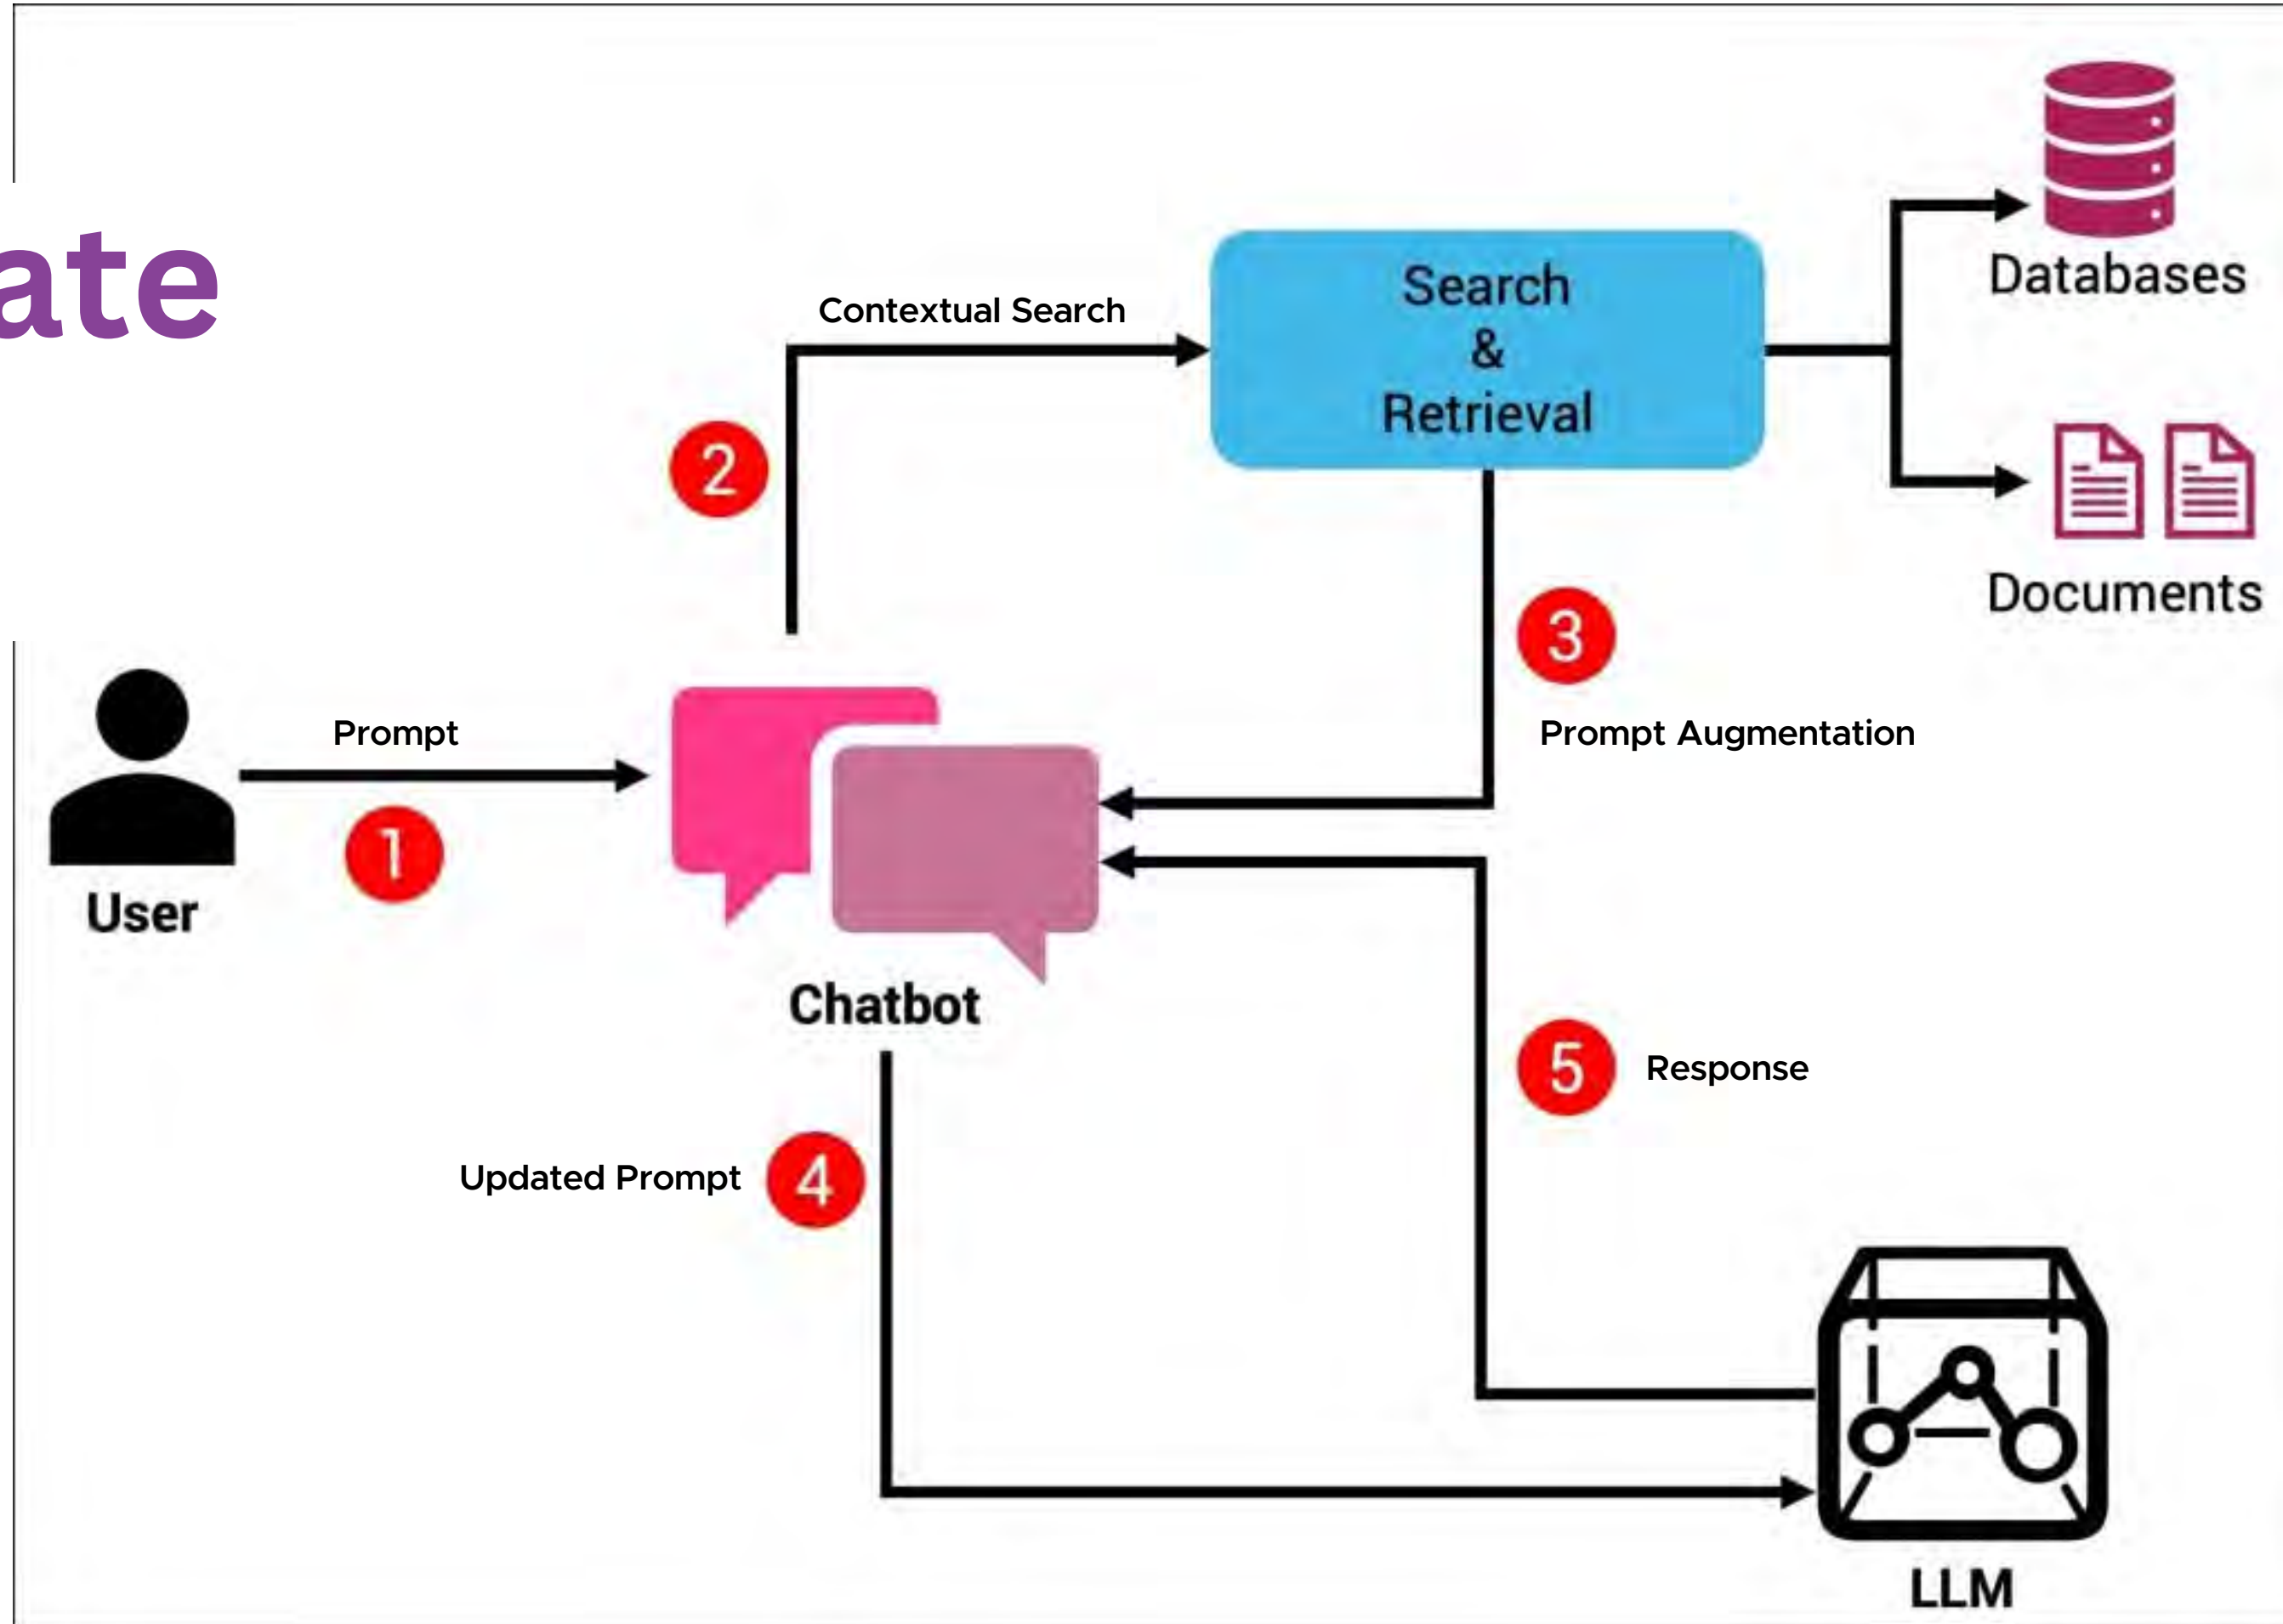 ate
Contextual Search
Search
&
Retrieval
Databases
2
Documents
3
Prompt
Prompt Augmentation
1
User
Chatbot
5
Response
Updated Prompt
4
LLM